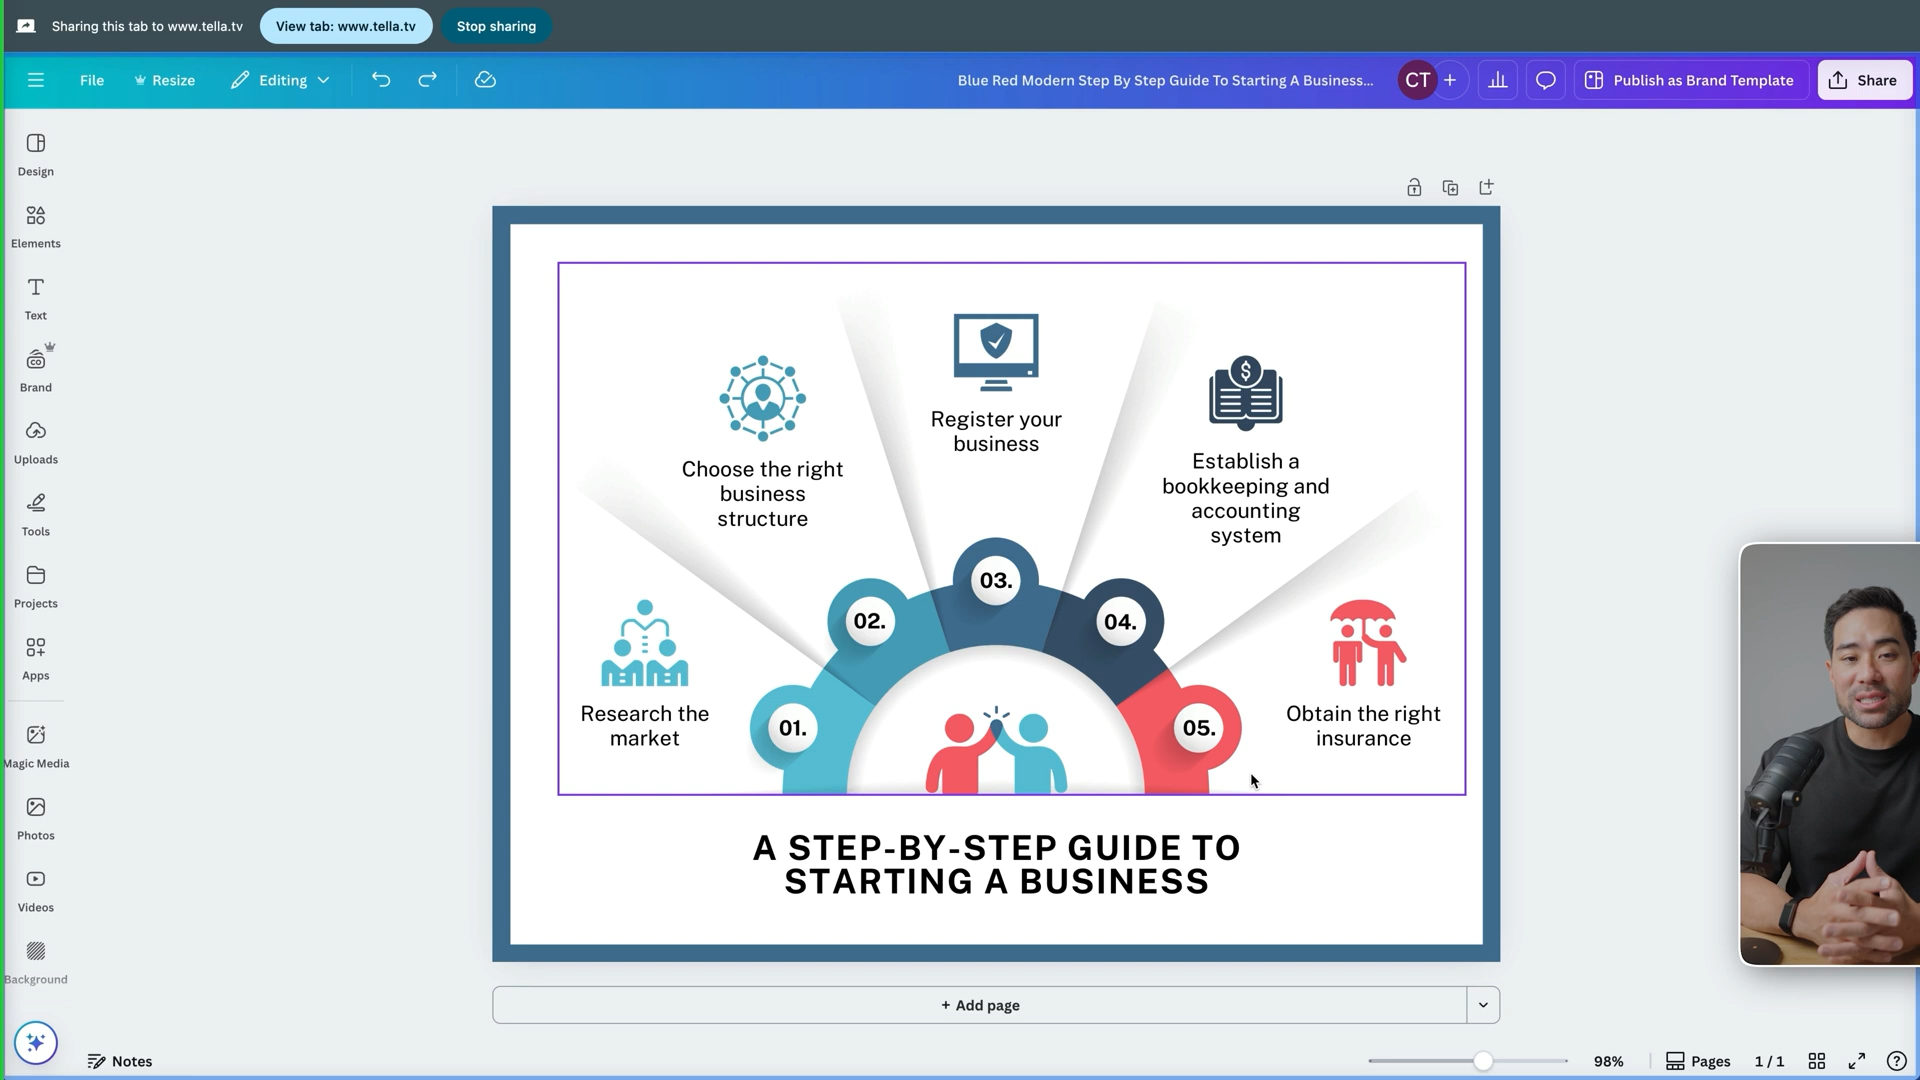 Sharing this tab to www.tella.tv
View tab: www.tella.tv
Stop sharing
File
Resize
Editing
Blue Red Modern Step By Step Guide To Starting A Business...
CT
+
Publish as Brand Template
Share
Design
Elements
Text
Brand
Uploads
Tools
Projects
Apps
Magic Media
Photos
Videos
Background
Register your
business
Choose the right
business
structure
Establish a
bookkeeping and
accounting
system
Research the
market
Obtain the right
insurance
01.
02.
03.
04.
05.
A STEP-BY-STEP GUIDE TO
STARTING A BUSINESS
+ Add page
Notes
98%
Pages
1 / 1